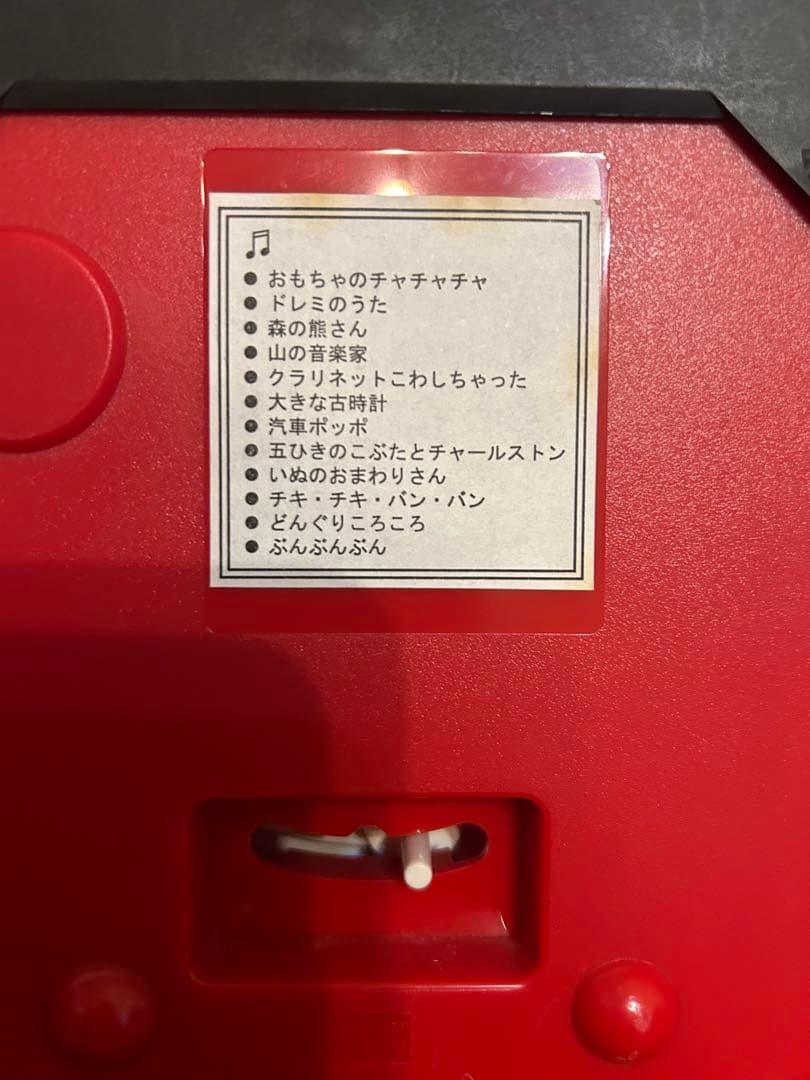 ♫
● おもちゃのチャチャチャ
● ドレミのうた
● 森の熊さん
● 山の音楽家
● クラリネットこわしちゃった
● 大きな古時計
● 汽車ポッポ
● 五ひきのこぶたとチャールストン
● いぬのおまわりさん
● チキ・チキ・バン・バン
● どんぐりころころ
● ぶんぶんぶん